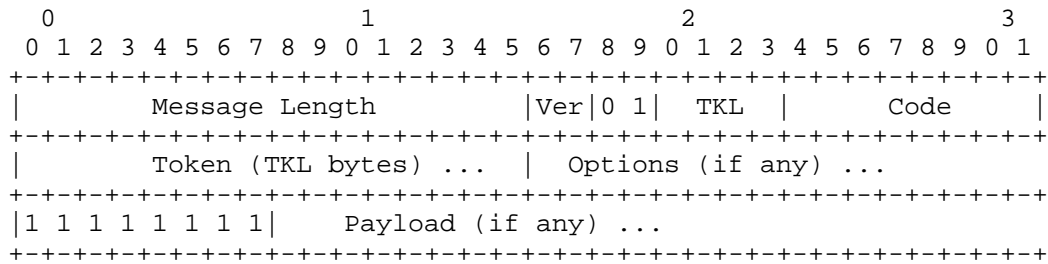 0                   1                   2                   3
 0 1 2 3 4 5 6 7 8 9 0 1 2 3 4 5 6 7 8 9 0 1 2 3 4 5 6 7 8 9 0 1
+-+-+-+-+-+-+-+-+-+-+-+-+-+-+-+-+-+-+-+-+-+-+-+-+-+-+-+-+-+-+-+-+
|        Message Length         |Ver|0 1|  TKL  |      Code     |
+-+-+-+-+-+-+-+-+-+-+-+-+-+-+-+-+-+-+-+-+-+-+-+-+-+-+-+-+-+-+-+-+
|        Token (TKL bytes) ...  |  Options (if any) ...
+-+-+-+-+-+-+-+-+-+-+-+-+-+-+-+-+-+-+-+-+-+-+-+-+-+-+-+-+-+-+-+-+
|1 1 1 1 1 1 1 1|    Payload (if any) ...
+-+-+-+-+-+-+-+-+-+-+-+-+-+-+-+-+-+-+-+-+-+-+-+-+-+-+-+-+-+-+-+-+